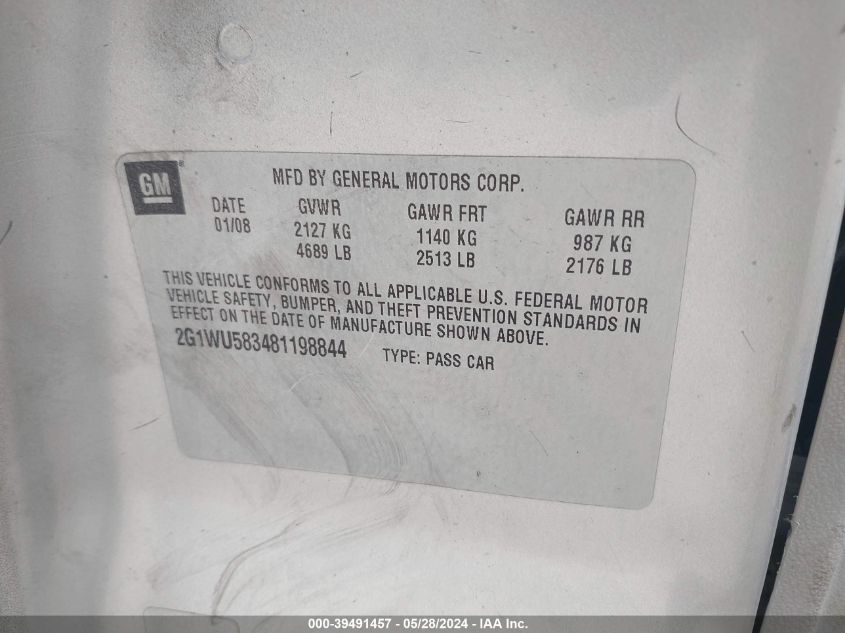 GM
MFD BY GENERAL MOTORS CORP.
DATE GVWR GAWR FRT GAWR RR
01/08 2127 KG 1140 KG 987 KG
4689 LB 2513 LB 2176 LB
THIS VEHICLE CONFORMS TO ALL APPLICABLE U.S. FEDERAL MOTOR
VEHICLE SAFETY, BUMPER, AND THEFT PREVENTION STANDARDS IN
EFFECT ON THE DATE OF MANUFACTURE SHOWN ABOVE.
2G1WU583481198844 TYPE: PASS CAR
000-39491457 - 05/28/2024 - IAA Inc.